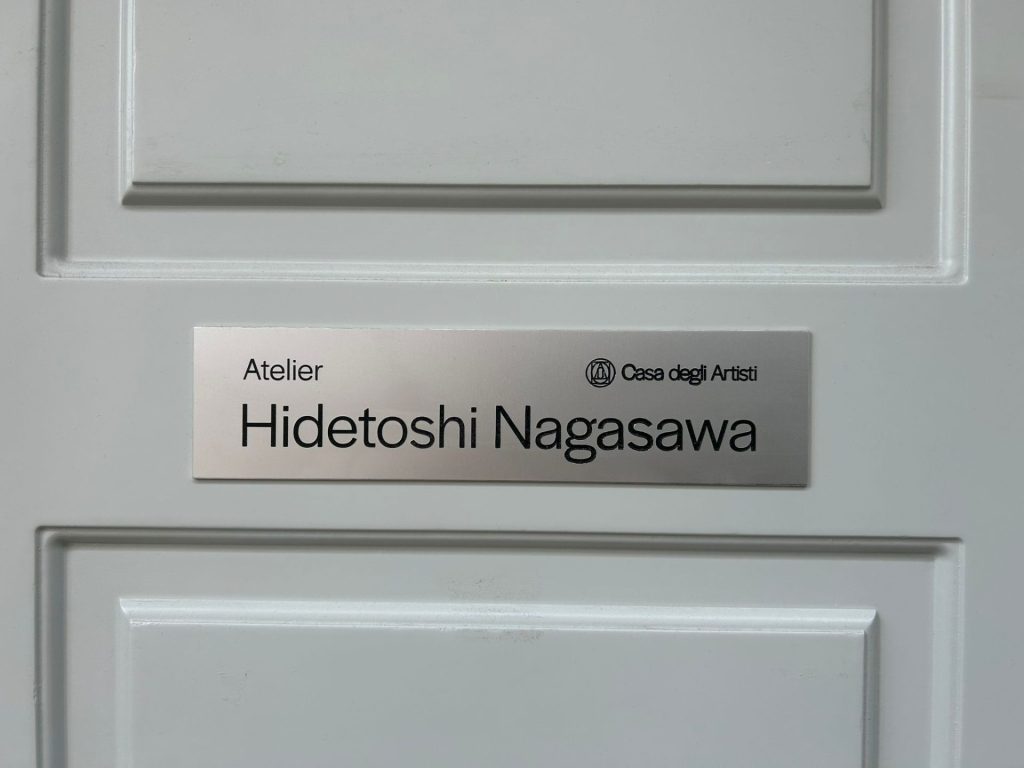 Atelier
Casa degli Artisti
Hidetoshi Nagasawa